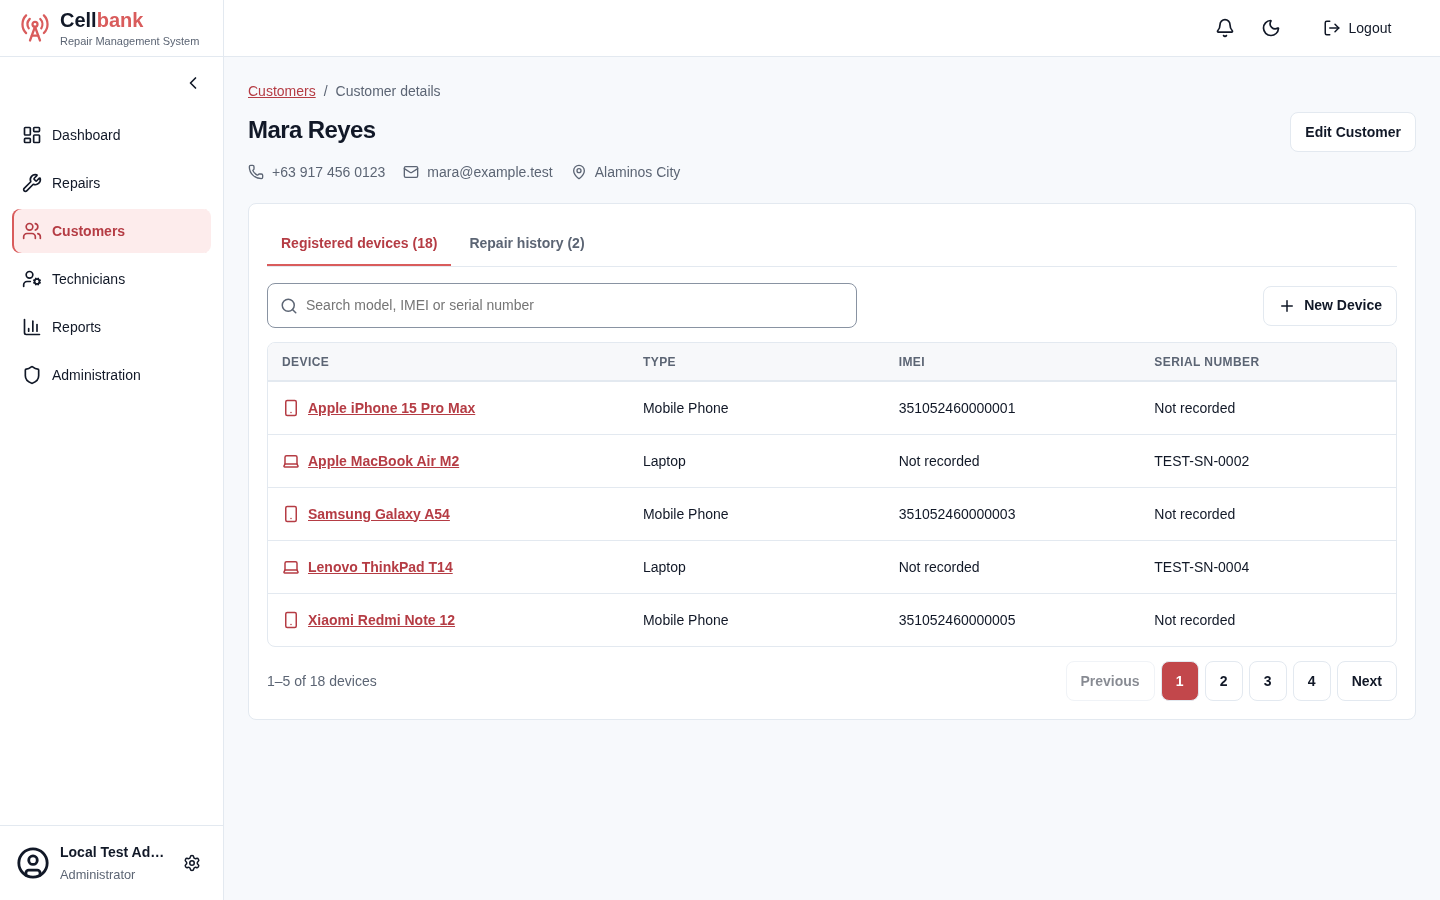 Cellbank
Repair Management System
Logout
Dashboard
Repairs
Customers
Technicians
Reports
Administration
Local Test Ad…
Administrator
Customers / Customer details
Mara Reyes
Edit Customer
+63 917 456 0123 mara@example.test Alaminos City
Registered devices (18) Repair history (2)
Search model, IMEI or serial number
New Device
DEVICE TYPE IMEI SERIAL NUMBER
Apple iPhone 15 Pro Max Mobile Phone 351052460000001 Not recorded
Apple MacBook Air M2 Laptop Not recorded TEST-SN-0002
Samsung Galaxy A54 Mobile Phone 351052460000003 Not recorded
Lenovo ThinkPad T14 Laptop Not recorded TEST-SN-0004
Xiaomi Redmi Note 12 Mobile Phone 351052460000005 Not recorded
1–5 of 18 devices
Previous 1 2 3 4 Next